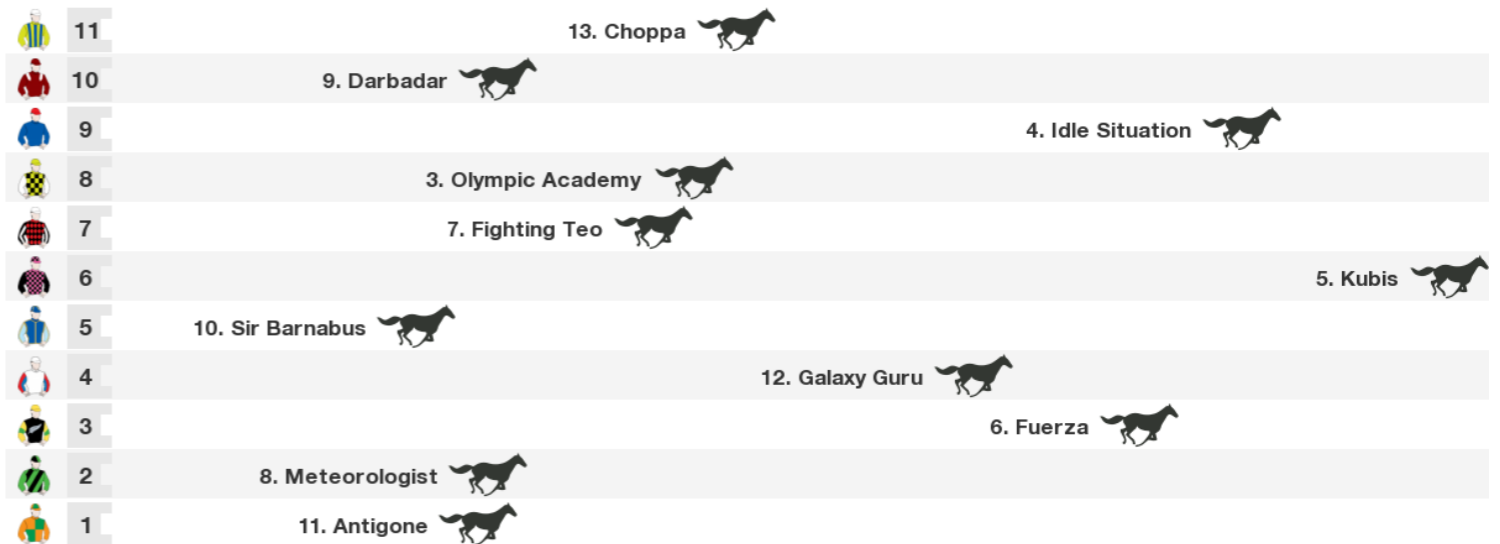 11 13. Choppa
10 9. Darbadar
9 4. Idle Situation
8 3. Olympic Academy
7 7. Fighting Teo
6 5. Kubis
5 10. Sir Barnabus
4 12. Galaxy Guru
3 6. Fuerza
2 8. Meteorologist
1 11. Antigone